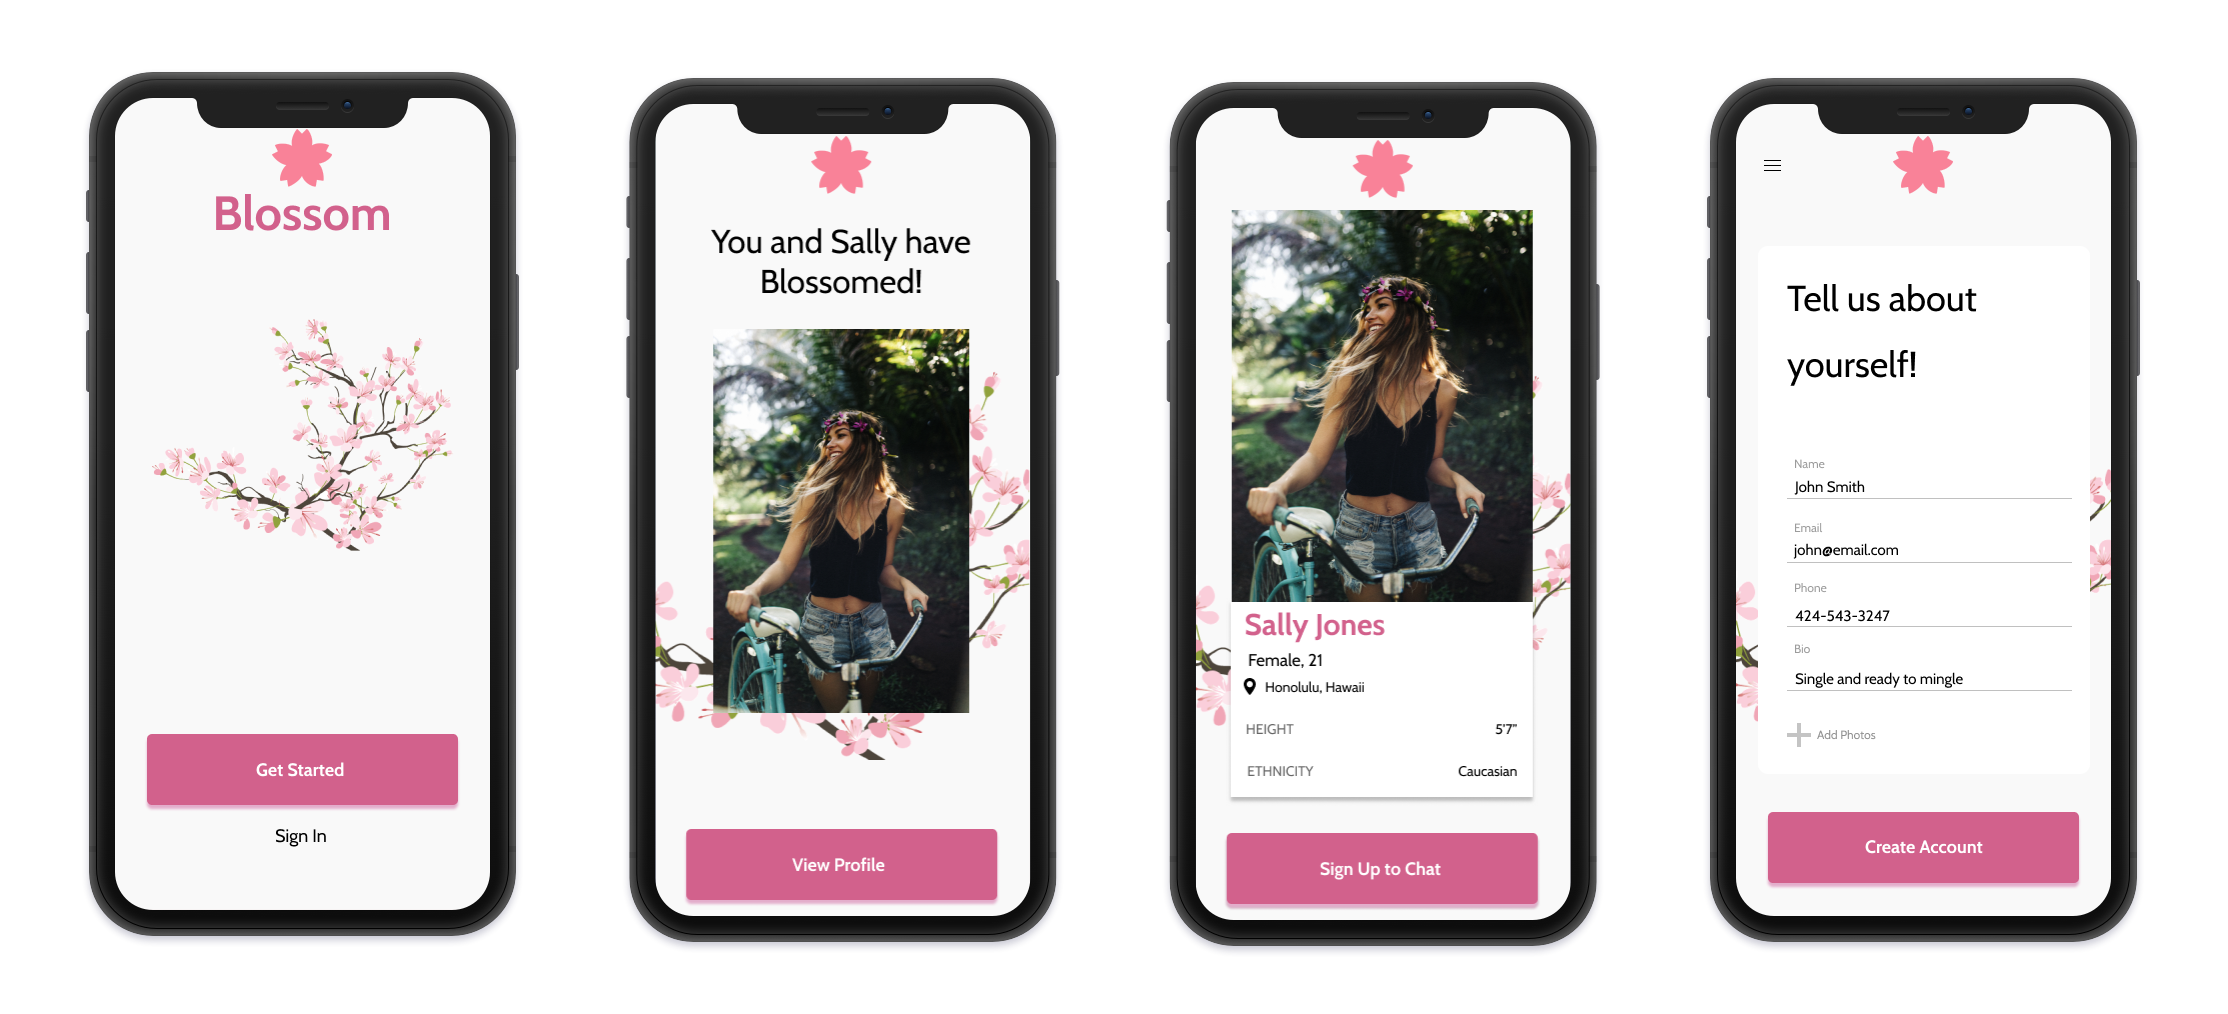 Blossom
Get Started
Sign In
You and Sally have
Blossomed!
View Profile
Sally Jones
Female, 21
Honolulu, Hawaii
HEIGHT 5'7"
ETHNICITY Caucasian
Sign Up to Chat
Tell us about
yourself!
Name
John Smith
Email
john@email.com
Phone
424-543-3247
Bio
Single and ready to mingle
Add Photos
Create Account